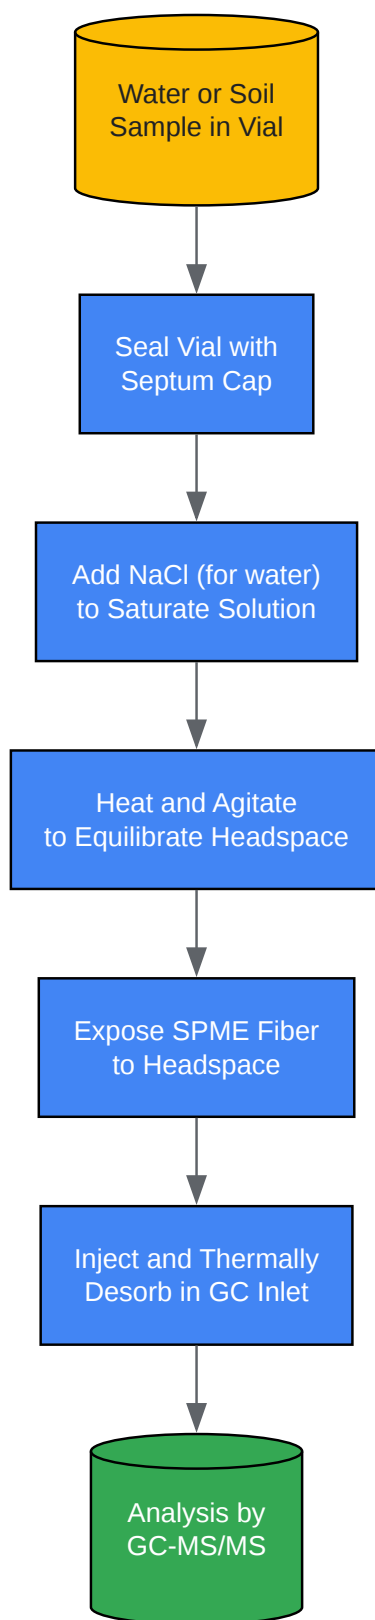 Water or Soil
Sample in Vial
Seal Vial with
Septum Cap
Add NaCl (for water)
to Saturate Solution
Heat and Agitate
to Equilibrate Headspace
Expose SPME Fiber
to Headspace
Inject and Thermally
Desorb in GC Inlet
Analysis by
GC-MS/MS